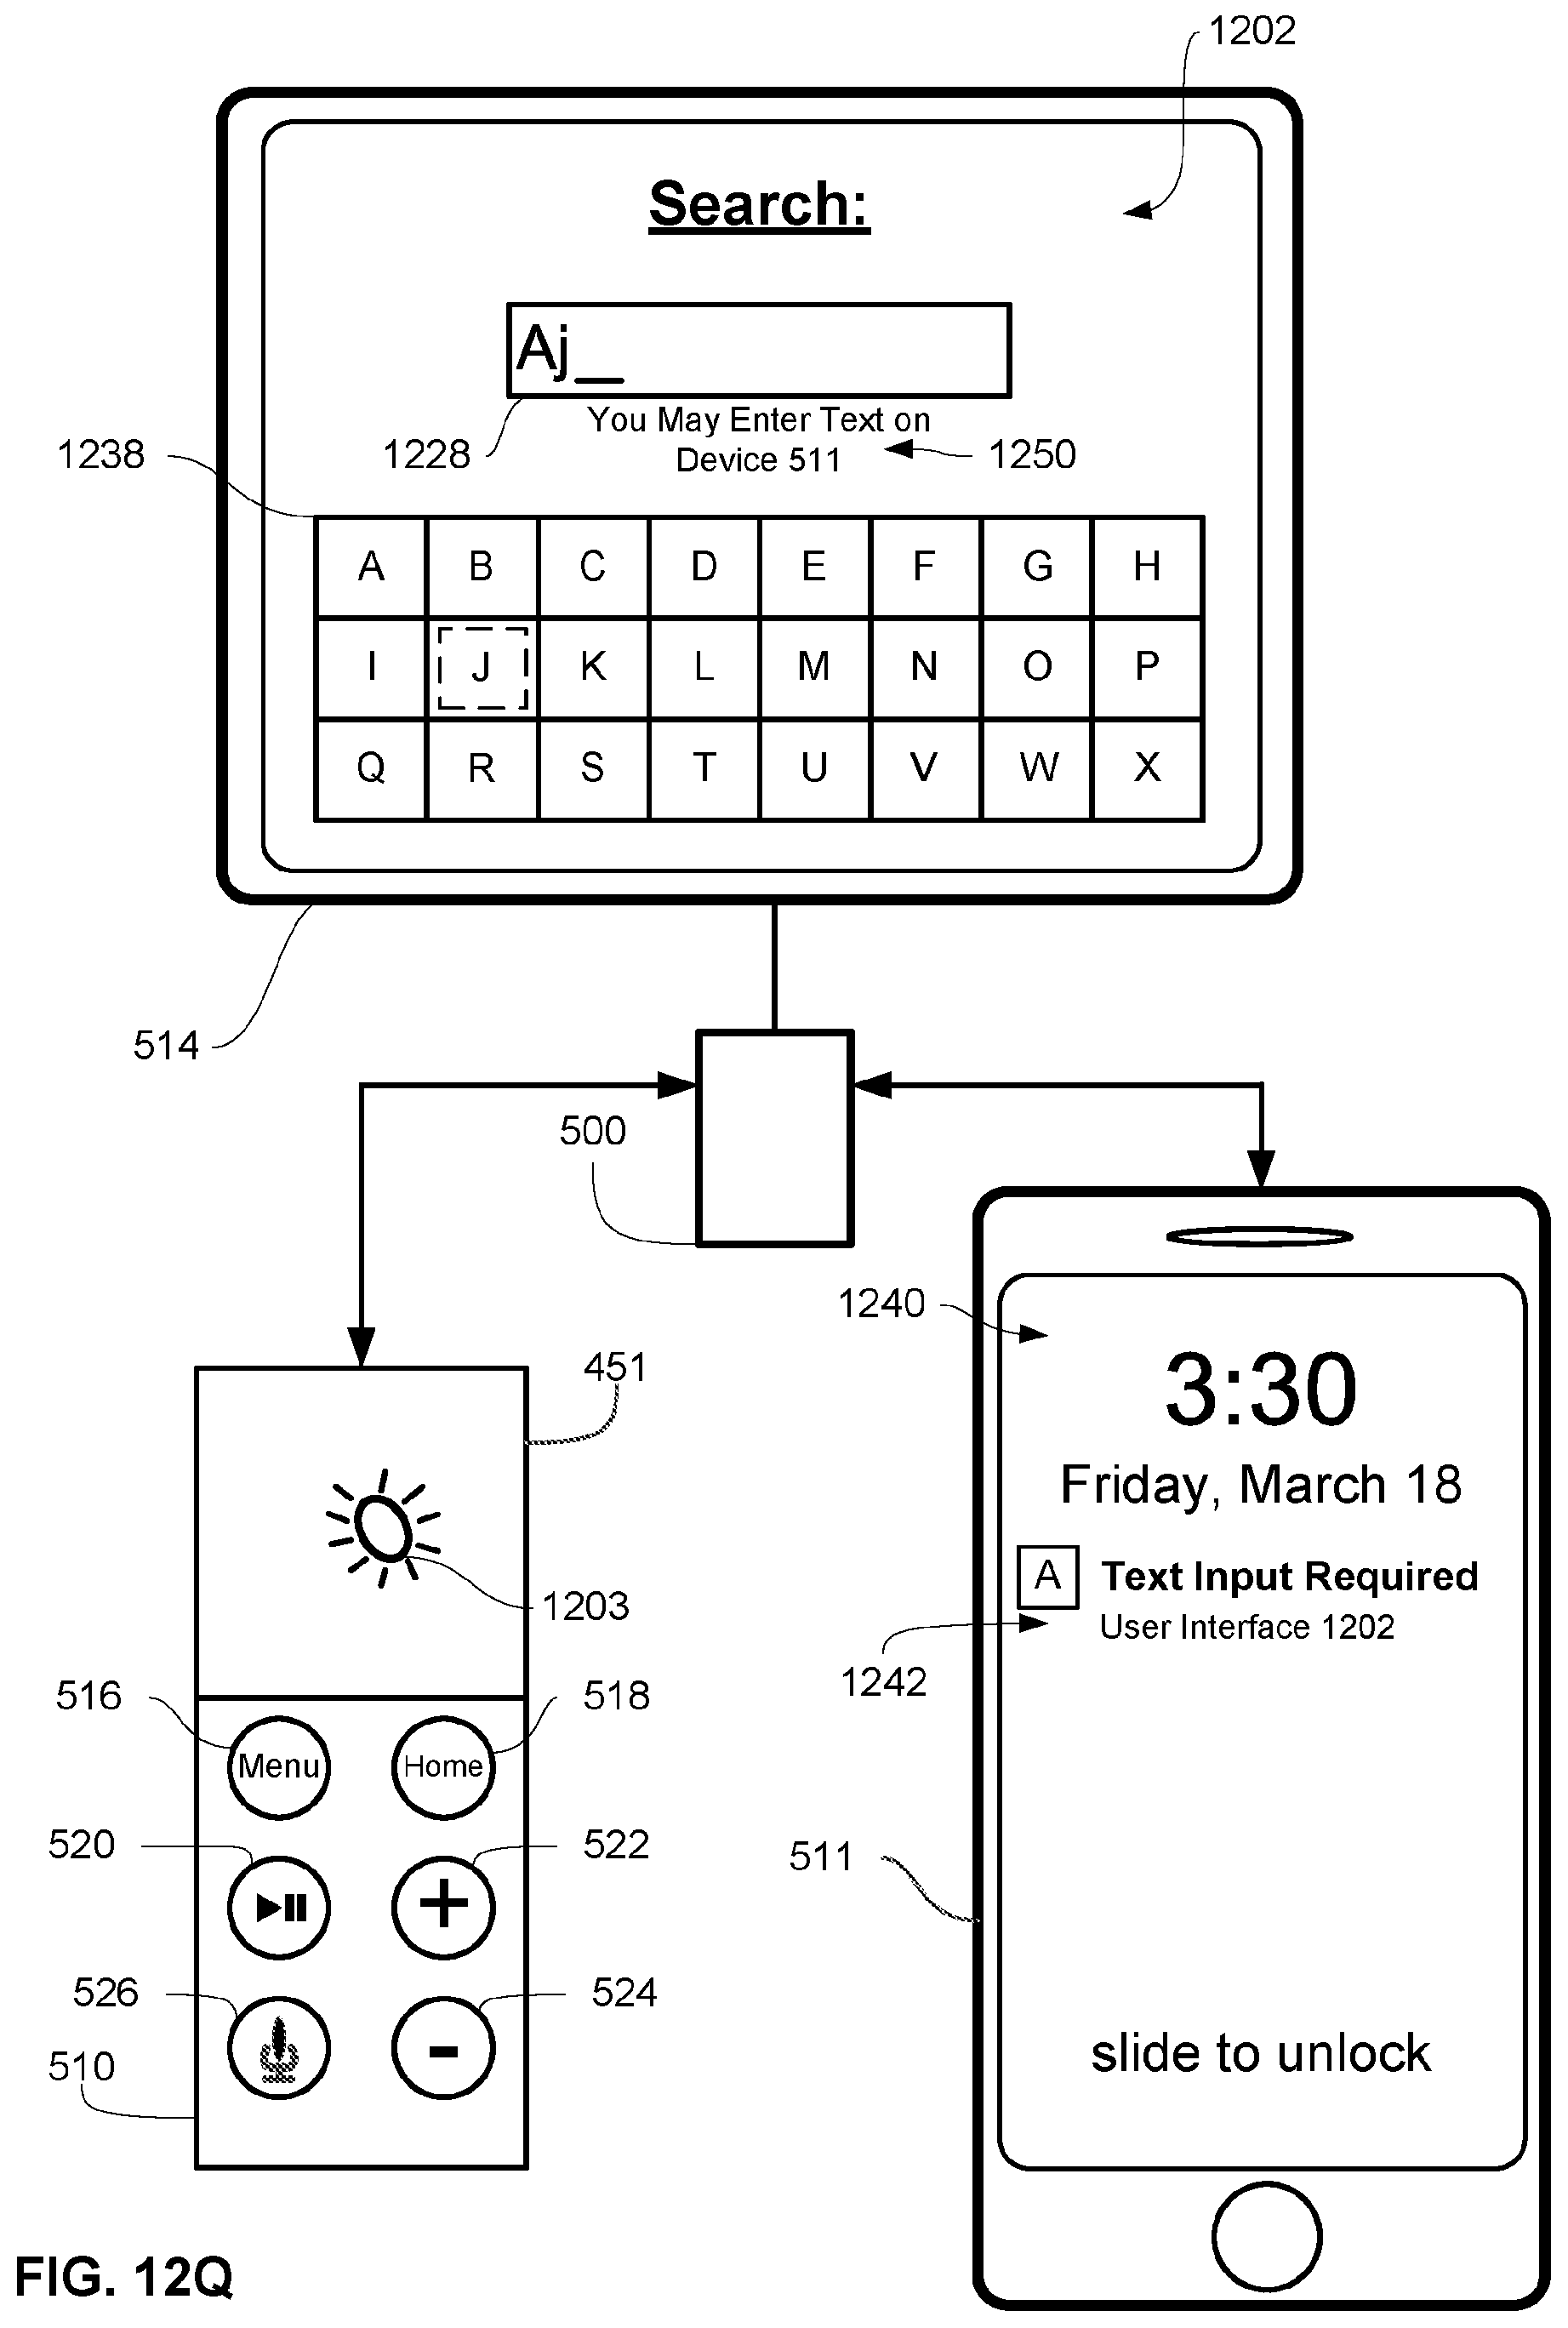 1202
Search:
Aj_
You May Enter Text on
Device 511
1238
1228
1250
A B C D E F G H
I J K L M N O P
Q R S T U V W X
514
500
1240
3:30
Friday, March 18
A Text Input Required
User Interface 1202
1242
511
slide to unlock
451
1203
516
518
Menu
Home
520
522
+
526
524
-
510
FIG. 12Q